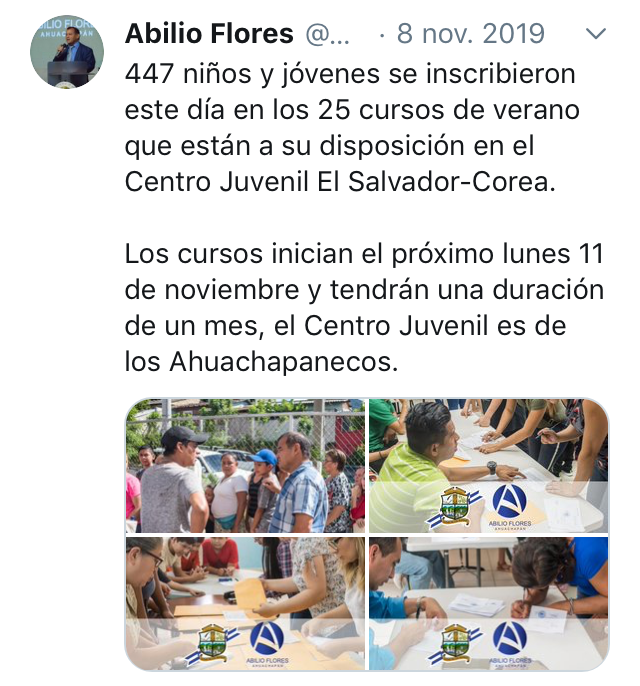 Abilio Flores @... · 8 nov. 2019
447 niños y jóvenes se inscribieron
este día en los 25 cursos de verano
que están a su disposición en el
Centro Juvenil El Salvador-Corea.
Los cursos inician el próximo lunes 11
de noviembre y tendrán una duración
de un mes, el Centro Juvenil es de
los Ahuachapanecos.
ABILIO FLORES
AHUACHAPÁN
ABILIO FLORES
AHUACHAPÁN
ABILIO FLORES
AHUACHAPÁN